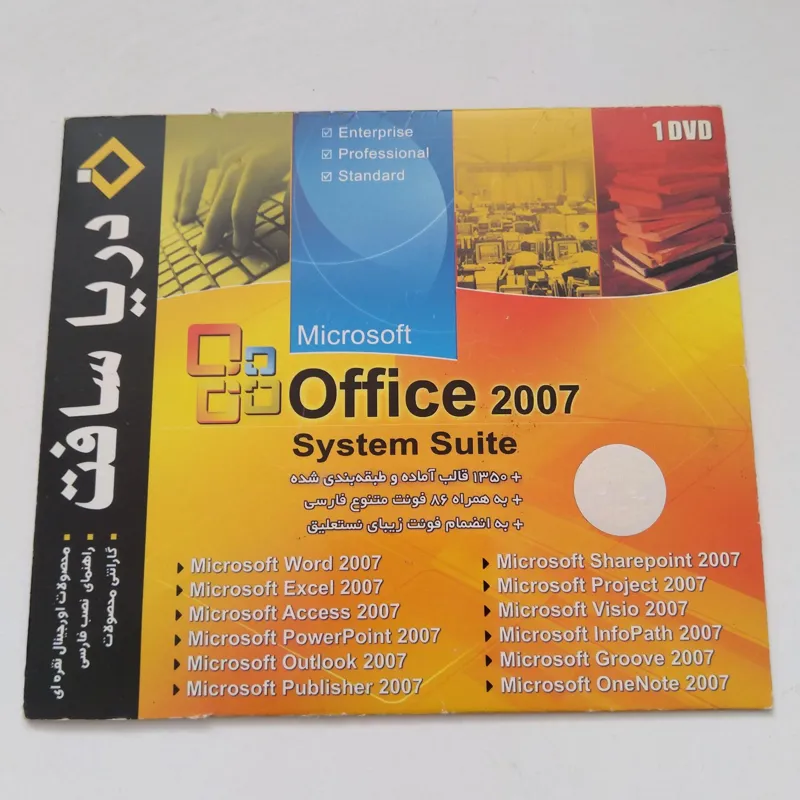 Enterprise
Professional
Standard
1 DVD
Microsoft
Office 2007
System Suite
+ ۱۳۵۰ قالب آماده و طبقه‌بندی شده
+ به همراه ۸۶ فونت متنوع فارسی
+ به انضمام فونت زیبای نستعلیق
Microsoft Word 2007
Microsoft Excel 2007
Microsoft Access 2007
Microsoft PowerPoint 2007
Microsoft Outlook 2007
Microsoft Publisher 2007
Microsoft Sharepoint 2007
Microsoft Project 2007
Microsoft Visio 2007
Microsoft InfoPath 2007
Microsoft Groove 2007
Microsoft OneNote 2007
دریا سافت
محصولات اورجینال نقره ای
راهنمای نصب فارسی
گارانتی محصولات